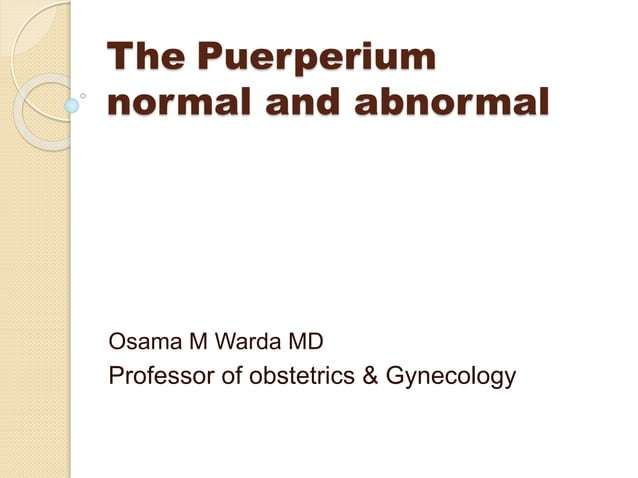 The Puerperium
normal and abnormal
Osama M Warda MD
Professor of obstetrics & Gynecology